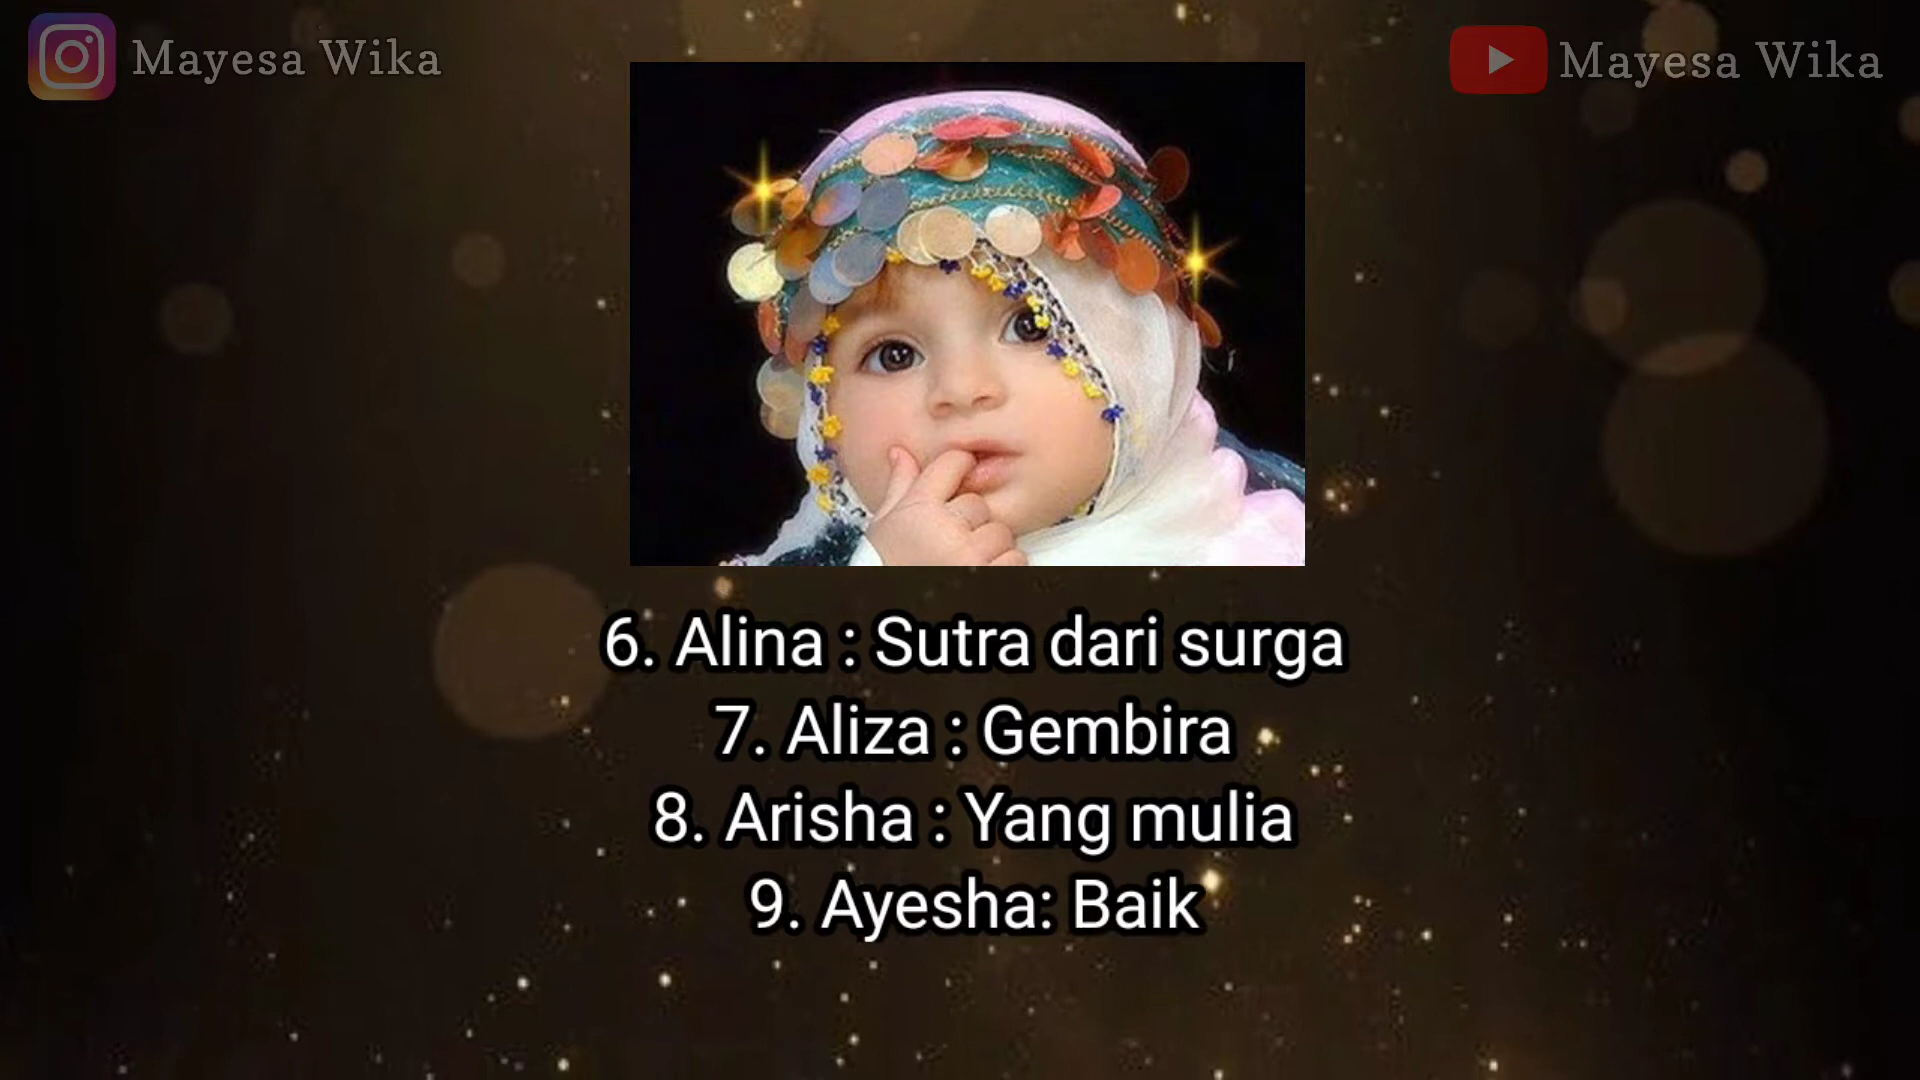 Mayesa Wika
Mayesa Wika
6. Alina : Sutra dari surga
7. Aliza : Gembira
8. Arisha : Yang mulia
9. Ayesha: Baik